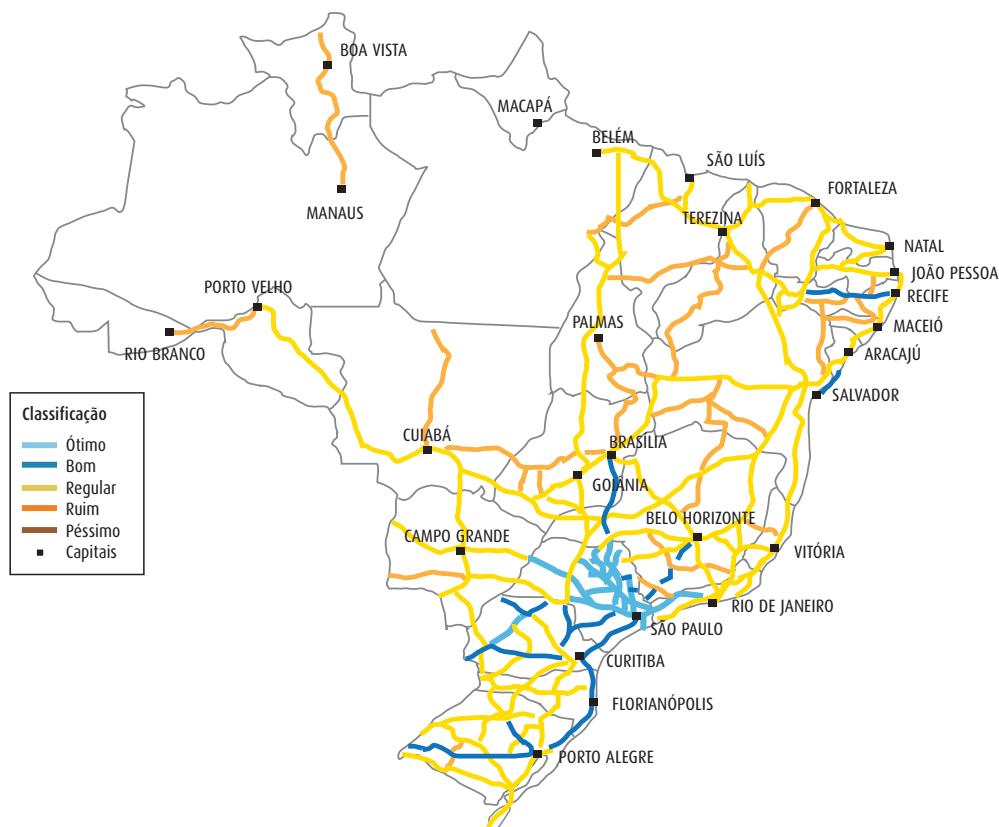 BOA VISTA
MACAPÁ
BELÉM
SÃO LUÍS
FORTALEZA
MANAUS
TEREZINA
NATAL
JOÃO PESSOA
PORTO VELHO
RECIFE
PALMAS
MACEIÓ
RIO BRANCO
ARACAJÚ
SALVADOR
Classificação
Ótimo
Bom
Regular
Ruim
Péssimo
Capitais
CUIABÁ
BRASÍLIA
GOIÂNIA
BELO HORIZONTE
CAMPO GRANDE
VITÓRIA
RIO DE JANEIRO
SÃO PAULO
CURITIBA
FLORIANÓPOLIS
PORTO ALEGRE